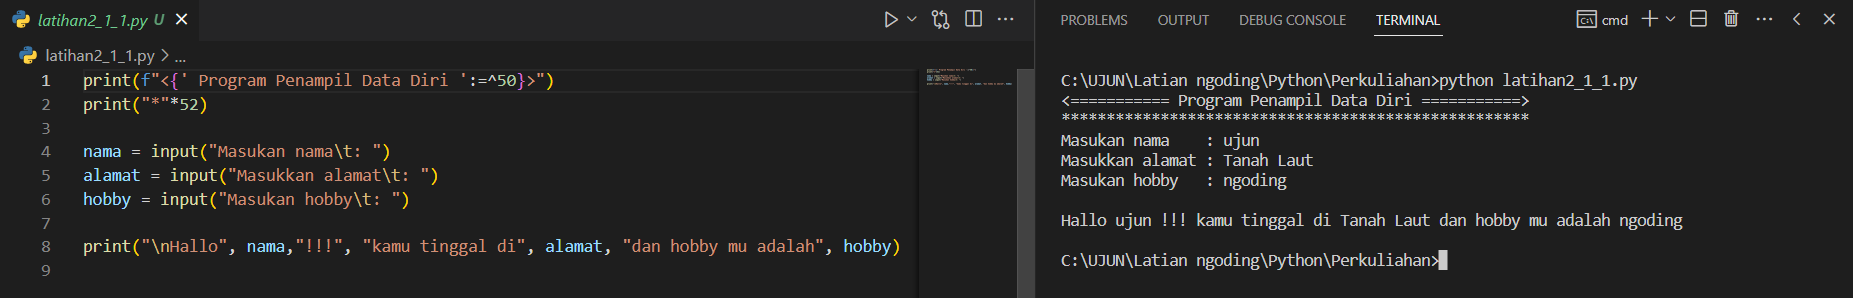 latihan2_1_1.py U
latihan2_1_1.py > ...
1 print(f"<{' Program Penampil Data Diri ':=^50}>")
2 print("*"*52)
3
4 nama = input("Masukan nama\t: ")
5 alamat = input("Masukkan alamat\t: ")
6 hobby = input("Masukan hobby\t: ")
7
8 print("\nHallo", nama,"!!!", "kamu tinggal di", alamat, "dan hobby mu adalah", hobby)
9
PROBLEMS OUTPUT DEBUG CONSOLE TERMINAL cmd
C:\UJUN\Latian ngoding\Python\Perkuliahan>python latihan2_1_1.py
<=========== Program Penampil Data Diri ===========>
****************************************************
Masukan nama    : ujun
Masukkan alamat : Tanah Laut
Masukan hobby   : ngoding
Hallo ujun !!! kamu tinggal di Tanah Laut dan hobby mu adalah ngoding
C:\UJUN\Latian ngoding\Python\Perkuliahan>